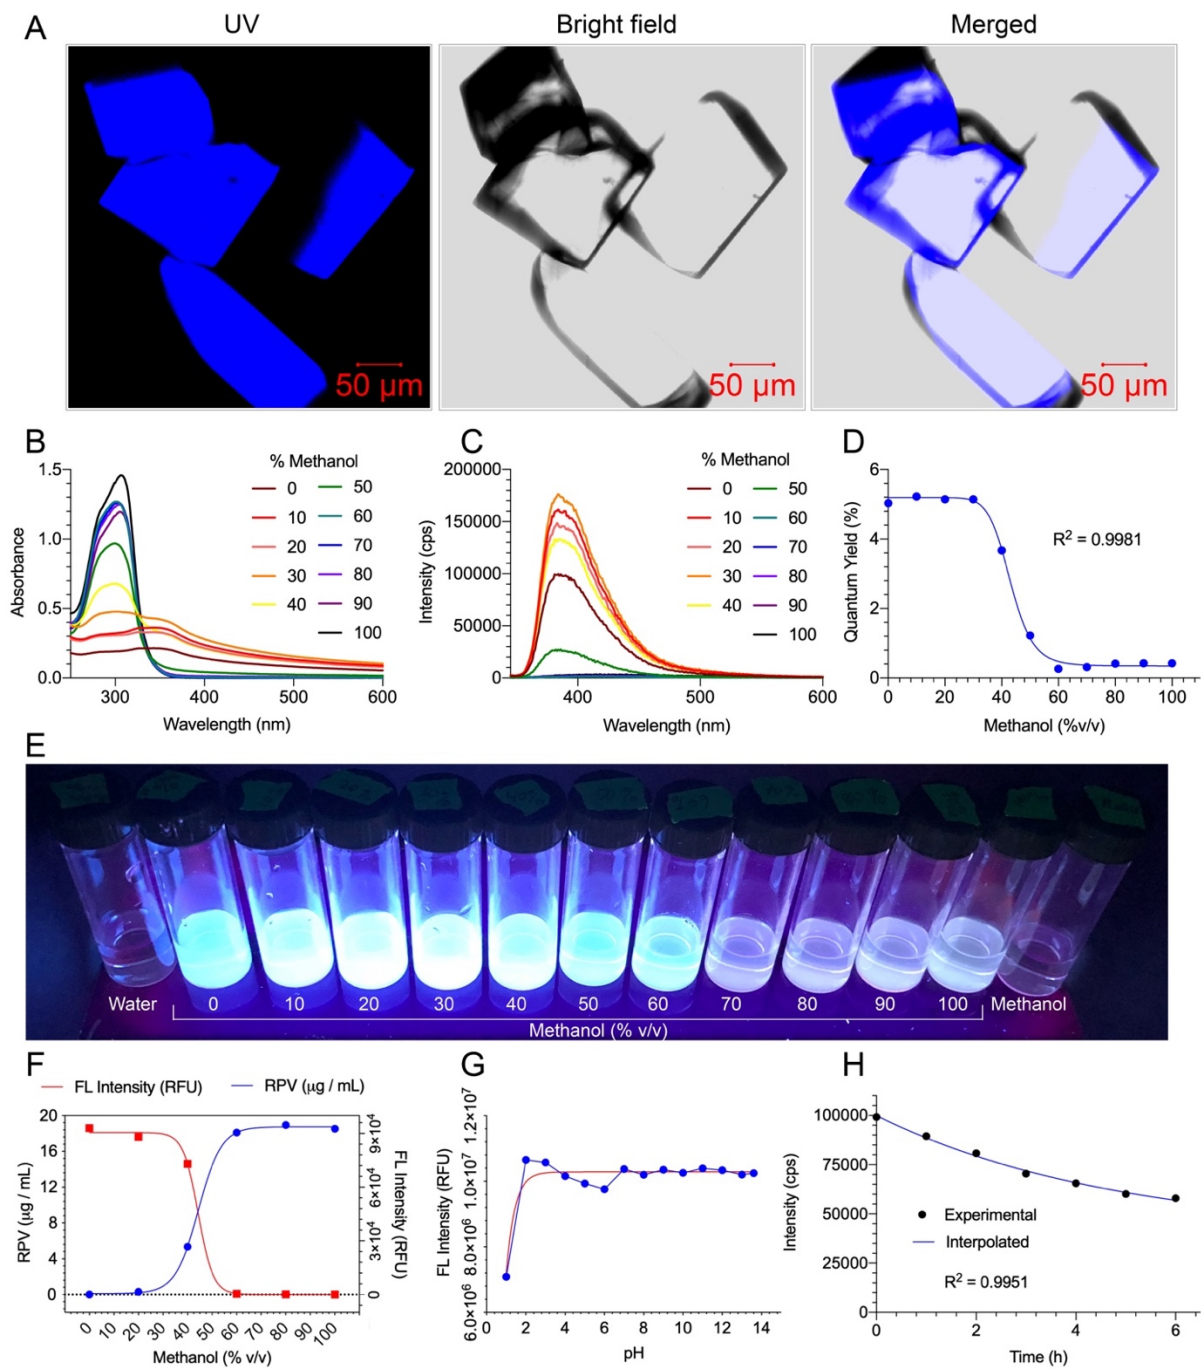 A
UV
Bright field
Merged
50 µm
50 µm
50 µm
B
% Methanol
0
10
20
30
40
50
60
70
80
90
100
1.5
1.0
0.5
0.0
300
400
500
600
Absorbance
Wavelength (nm)
C
% Methanol
0
10
20
30
40
50
60
70
80
90
100
200000
150000
100000
50000
0
400
500
600
Intensity (cps)
Wavelength (nm)
D
6
4
2
0
0
20
40
60
80
100
Quantum Yield (%)
R² = 0.9981
Methanol (%v/v)
E
Water
0
10
20
30
40
50
60
70
80
90
100
Methanol
Methanol (% v/v)
F
FL Intensity (RFU)
RPV (µg / mL)
20
16
12
8
4
0
RPV (µg / mL)
9×10⁴
6×10⁴
3×10⁴
0
FL Intensity (RFU)
0
10
20
30
40
50
60
70
80
90
100
Methanol (% v/v)
G
1.2×10⁷
1.0×10⁷
8.0×10⁶
6.0×10⁶
FL Intensity (RFU)
0
2
4
6
8
10
12
14
pH
H
100000
75000
50000
25000
0
Intensity (cps)
Experimental
Interpolated
R² = 0.9951
0
2
4
6
Time (h)